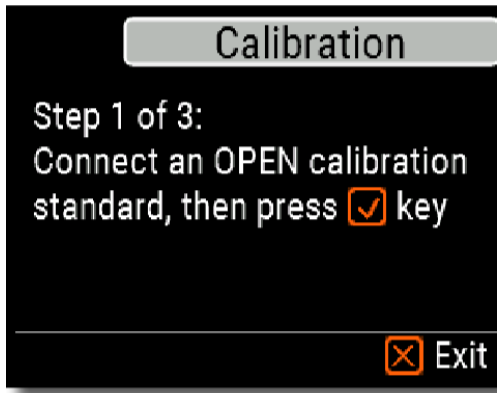 Calibration
Step 1 of 3:
Connect an OPEN calibration
standard, then press ☑ key
☒ Exit